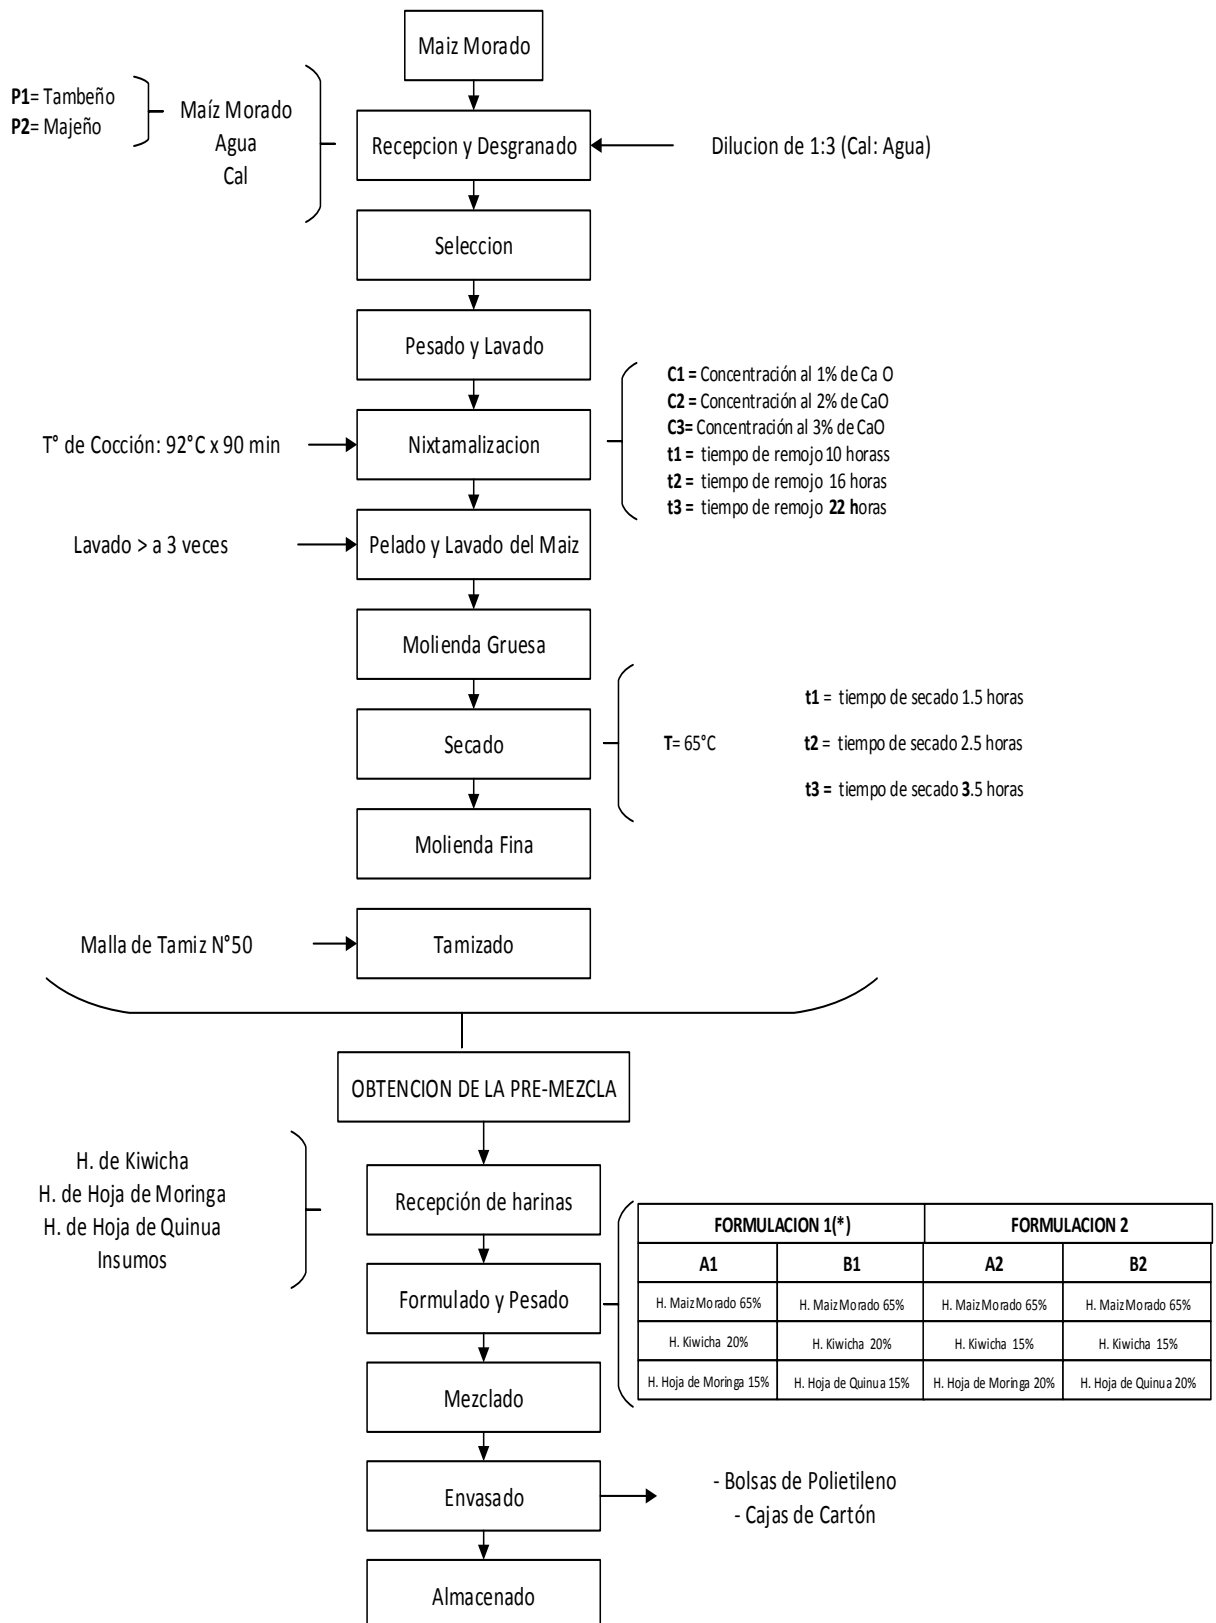 Maiz Morado
P1= Tambeño
P2= Majeño
Maíz Morado
Agua
Cal
Recepcion y Desgranado
Dilucion de 1:3 (Cal: Agua)
Seleccion
Pesado y Lavado
T° de Cocción: 92°C x 90 min
Nixtamalizacion
C1 = Concentración al 1% de Ca O
C2 = Concentración al 2% de CaO
C3= Concentración al 3% de CaO
t1 = tiempo de remojo 10 horass
t2 = tiempo de remojo 16 horas
t3 = tiempo de remojo 22 horas
Lavado > a 3 veces
Pelado y Lavado del Maiz
Molienda Gruesa
Secado
T= 65°C
t1 = tiempo de secado 1.5 horas
t2 = tiempo de secado 2.5 horas
t3 = tiempo de secado 3.5 horas
Molienda Fina
Malla de Tamiz N°50
Tamizado
OBTENCION DE LA PRE-MEZCLA
H. de Kiwicha
H. de Hoja de Moringa
H. de Hoja de Quinua
Insumos
Recepción de harinas
Formulado y Pesado
FORMULACION 1(*) FORMULACION 2
A1 B1 A2 B2
H. Maiz Morado 65% H. Maiz Morado 65% H. Maiz Morado 65% H. Maiz Morado 65%
H. Kiwicha 20% H. Kiwicha 20% H. Kiwicha 15% H. Kiwicha 15%
H. Hoja de Moringa 15% H. Hoja de Quinua 15% H. Hoja de Moringa 20% H. Hoja de Quinua 20%
Mezclado
Envasado
- Bolsas de Polietileno
- Cajas de Cartón
Almacenado